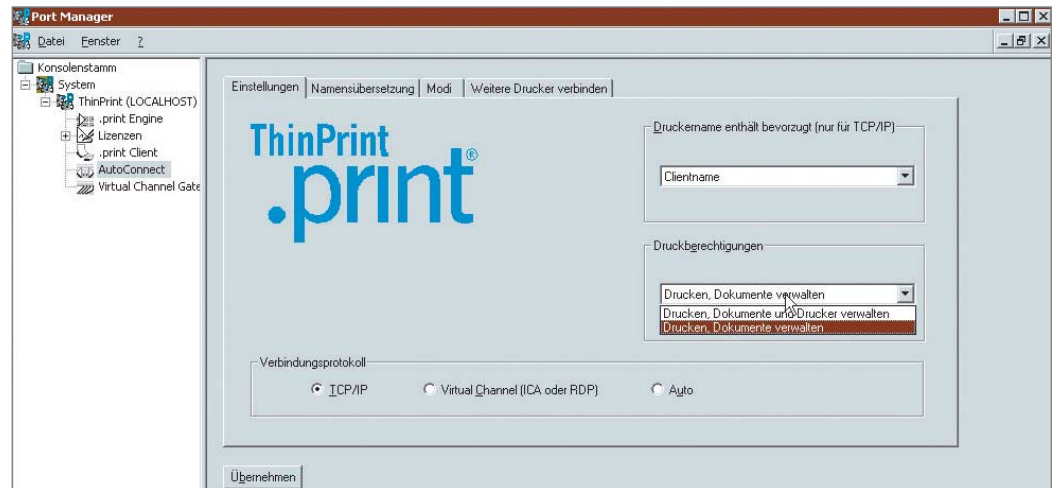 Port Manager
Datei Fenster ?
Konsolenstamm
System
ThinPrint (LOCALHOST)
.print Engine
Lizenzen
.print Client
AutoConnect
Virtual Channel Gate
Einstellungen Namensübersetzung Modi Weitere Drucker verbinden
ThinPrint
.print®
Druckername enthält bevorzugt (nur für TCP/IP)
Clientname
Druckberechtigungen
Drucken, Dokumente verwalten
Drucken, Dokumente und Drucker verwalten
Drucken, Dokumente verwalten
Verbindungsprotokoll
TCP/IP Virtual Channel (ICA oder RDP) Auto
Übernehmen